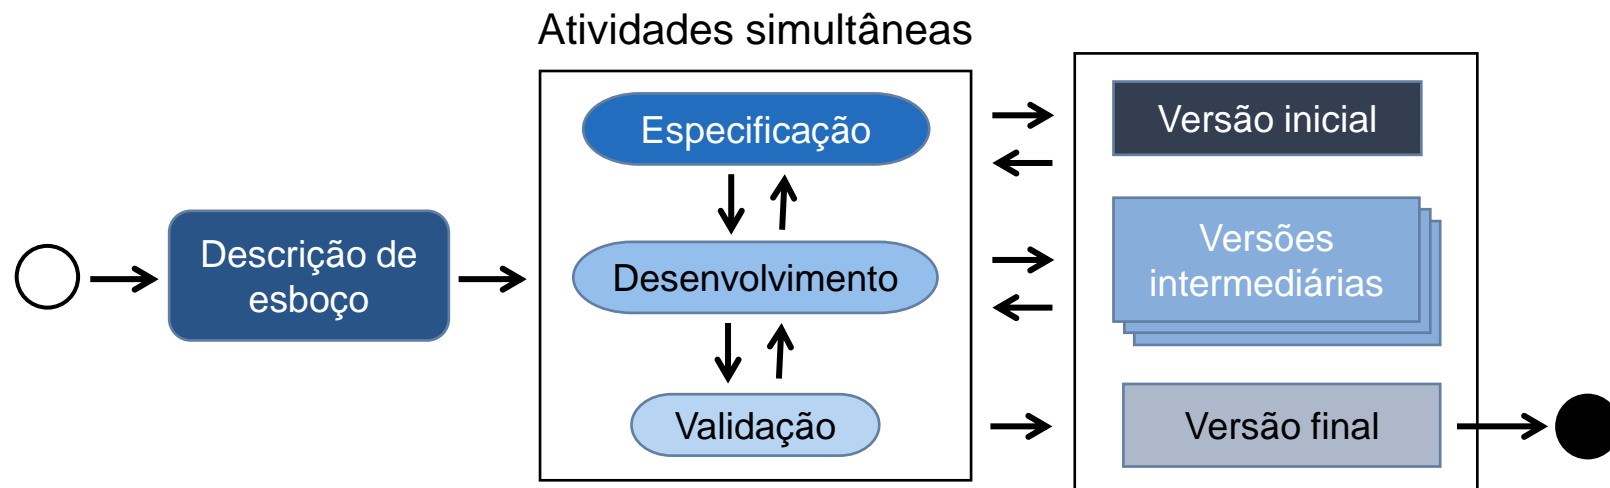 Atividades simultâneas
Descrição de
esboço
Especificação
Desenvolvimento
Validação
Versão inicial
Versões
intermediárias
Versão final